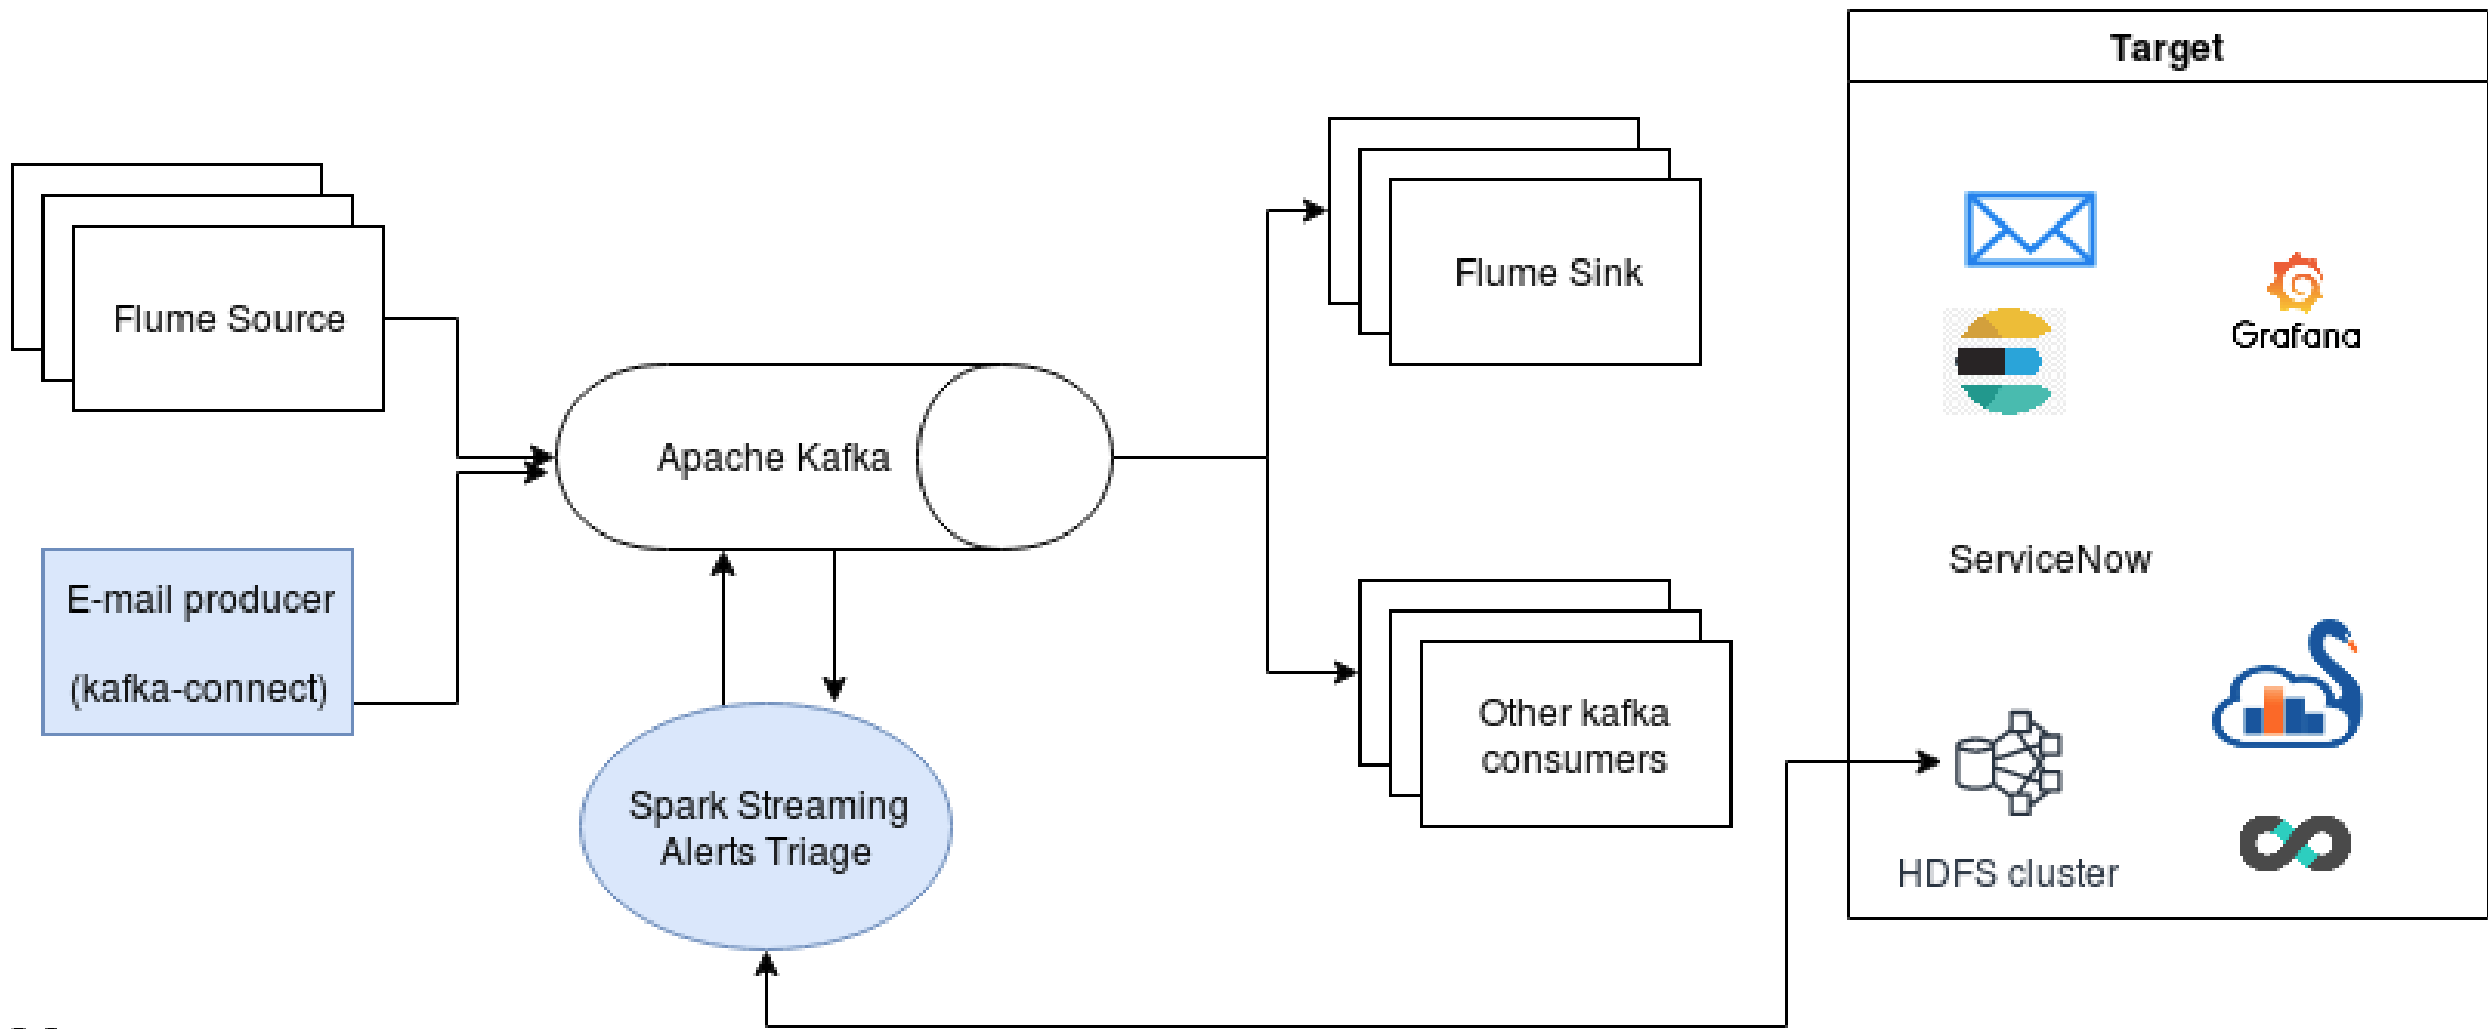 Target
Flume Source
Flume Sink
Grafana
Apache Kafka
ServiceNow
E-mail producer
(kafka-connect)
Other kafka
consumers
Spark Streaming
Alerts Triage
HDFS cluster